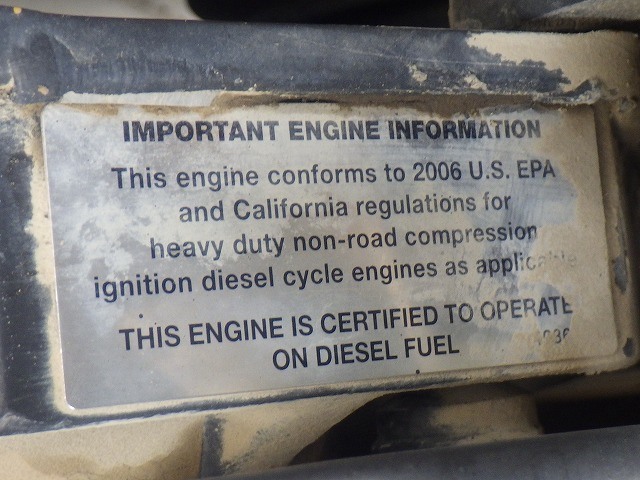 IMPORTANT ENGINE INFORMATION
This engine conforms to 2006 U.S. EPA
and California regulations for
heavy duty non-road compression
ignition diesel cycle engines as applicable
THIS ENGINE IS CERTIFIED TO OPERATE
ON DIESEL FUEL